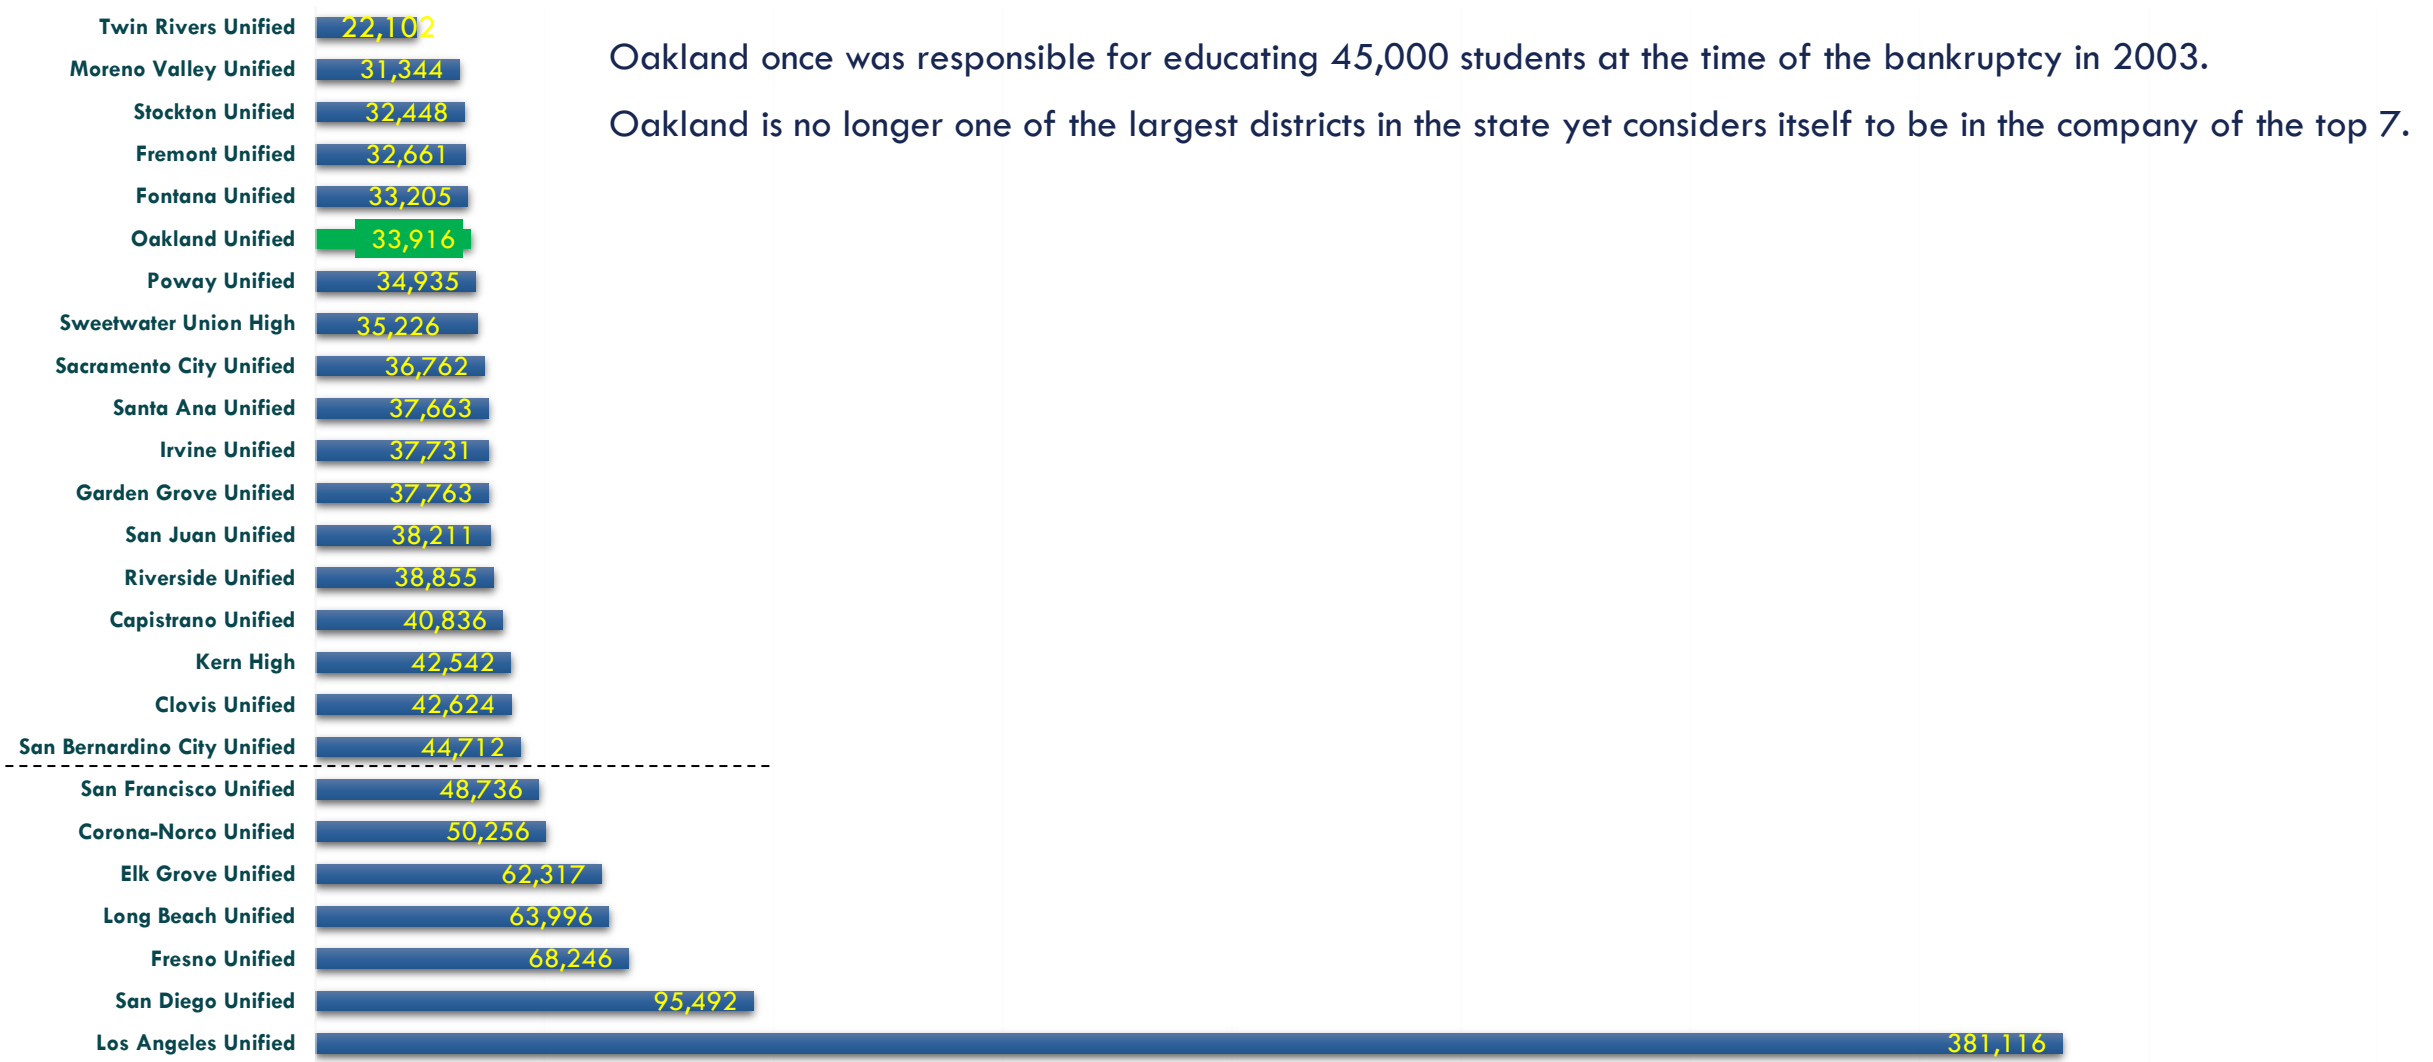 Twin Rivers Unified 22,102
Oakland once was responsible for educating 45,000 students at the time of the bankruptcy in 2003.
Moreno Valley Unified 31,344
Stockton Unified 32,448
Oakland is no longer one of the largest districts in the state yet considers itself to be in the company of the top 7.
Fremont Unified 32,661
Fontana Unified 33,205
Oakland Unified 33,916
Poway Unified 34,935
Sweetwater Union High 35,226
Sacramento City Unified 36,762
Santa Ana Unified 37,663
Irvine Unified 37,731
Garden Grove Unified 37,763
San Juan Unified 38,211
Riverside Unified 38,855
Capistrano Unified 40,836
Kern High 42,542
Clovis Unified 42,624
San Bernardino City Unified 44,712
San Francisco Unified 48,736
Corona-Norco Unified 50,256
Elk Grove Unified 62,317
Long Beach Unified 63,996
Fresno Unified 68,246
San Diego Unified 95,492
Los Angeles Unified 381,116